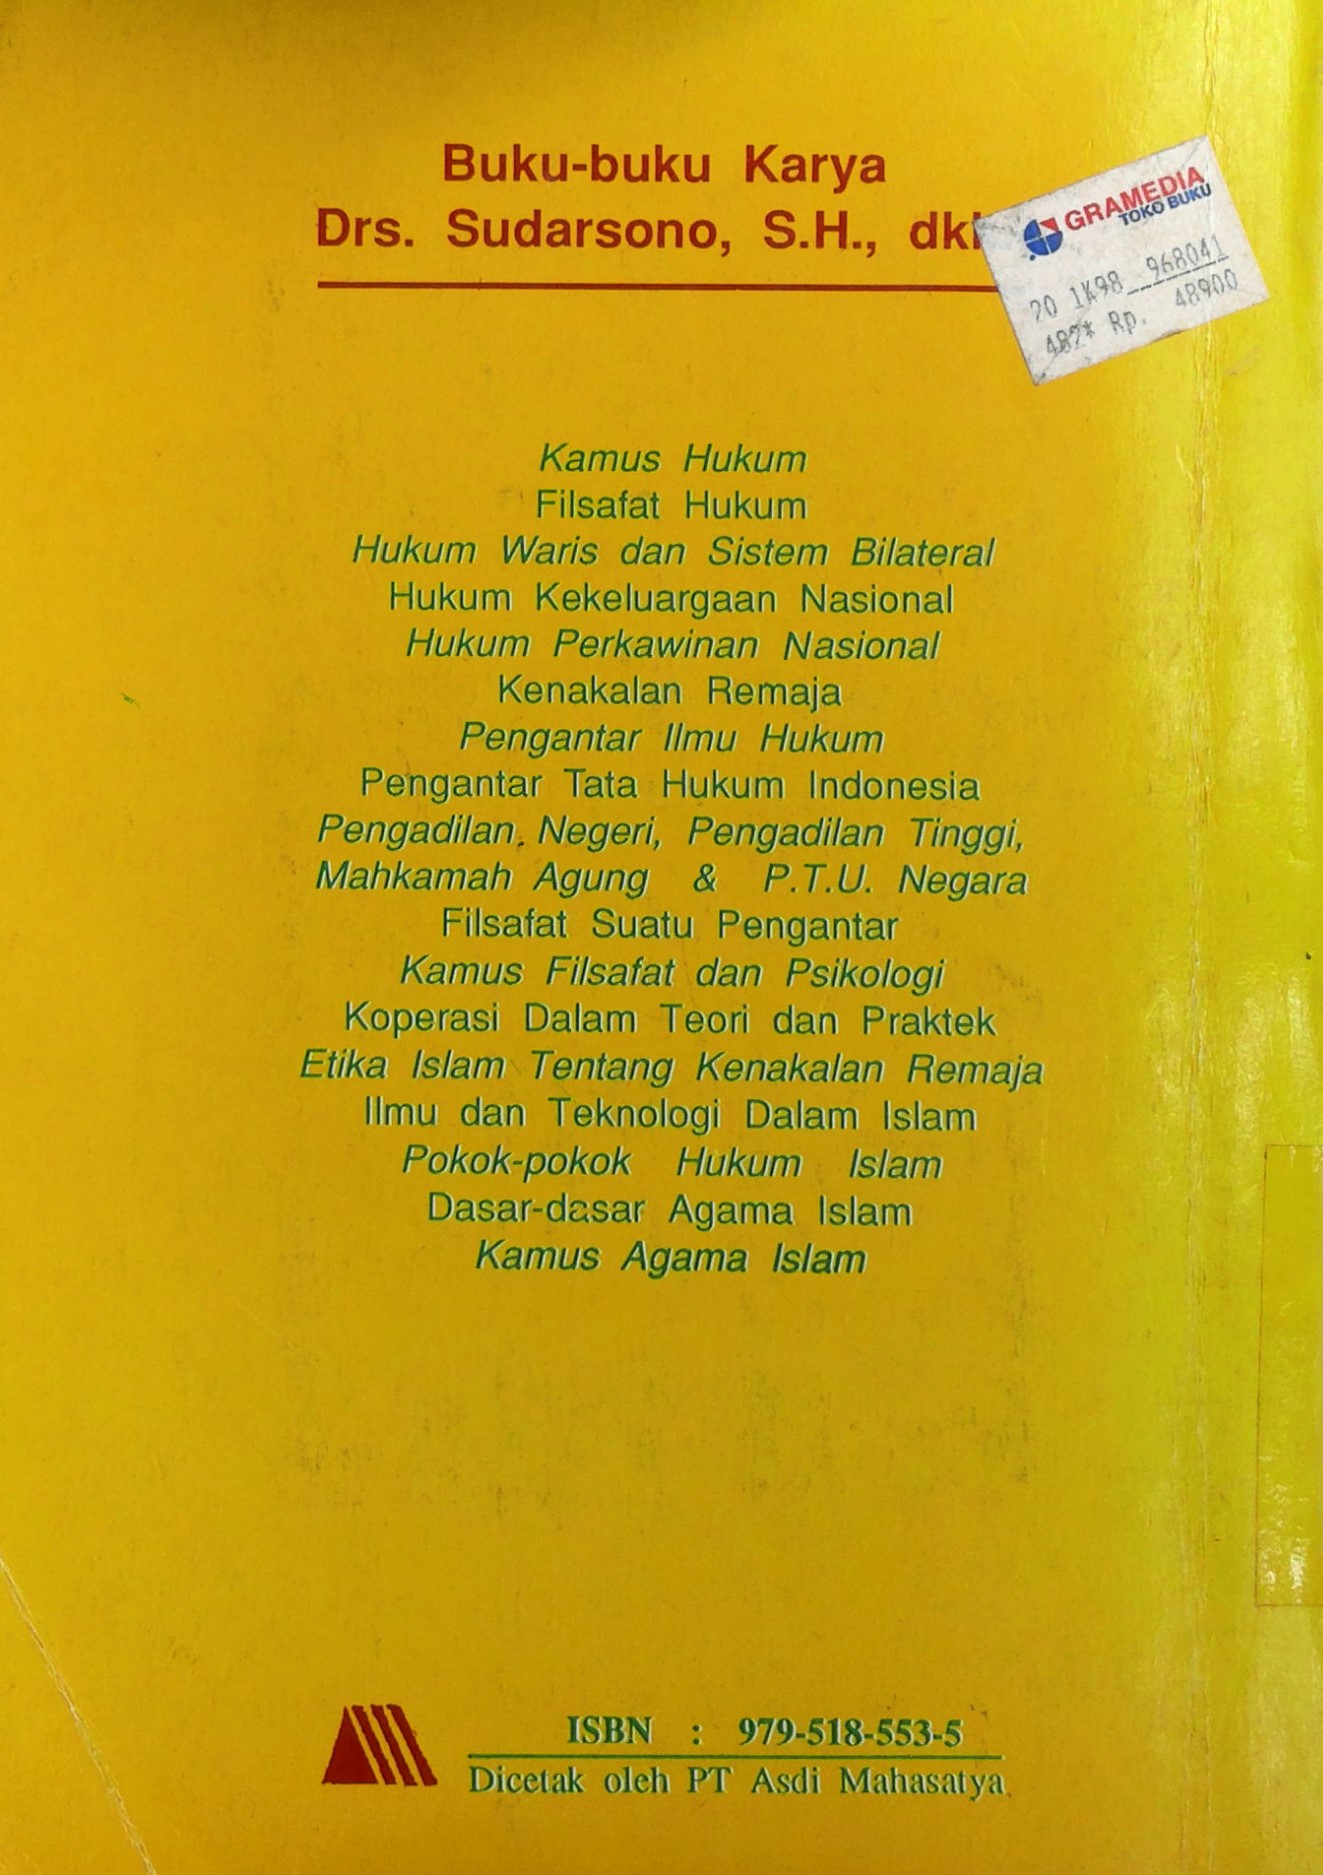 Buku-buku Karya
Drs. Sudarsono, S.H.,
GRAMEDIA
TOKO BUKU
968041
Rp. 48900
Kamus Hukum
Filsafat Hukum
Hukum Waris dan Sistem Bilateral
Hukum Kekeluargaan Nasional
Hukum Perkawinan Nasional
Kenakalan Remaja
Pengantar Ilmu Hukum
Pengantar Tata Hukum Indonesia
Pengadilan Negeri, Pengadilan Tinggi,
Mahkamah Agung & P.T.U. Negara
Filsafat Suatu Pengantar
Kamus Filsafat dan Psikologi
Koperasi Dalam Teori dan Praktek
Etika Islam Tentang Kenakalan Remaja
Ilmu dan Teknologi Dalam Islam
Pokok-pokok Hukum Islam
Dasar-dasar Agama Islam
Kamus Agama Islam
ISBN : 979-518-553-5
Dicetak oleh PT Asdi Mahasatya